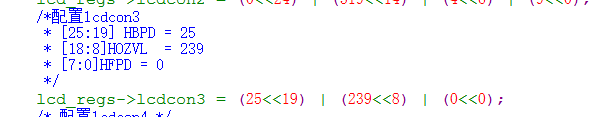 lcd_regs->lcdcon2 = (0<<24) | (319<<14) | (4<<6) | (9<<0);
/*配置lcdcon3
 * [25:19] HBPD = 25
 * [18:8]HOZVL  = 239
 * [7:0]HFPD = 0
 */
lcd_regs->lcdcon3 = (25<<19) | (239<<8) | (0<<0);
/* 配置lcdcon4 */